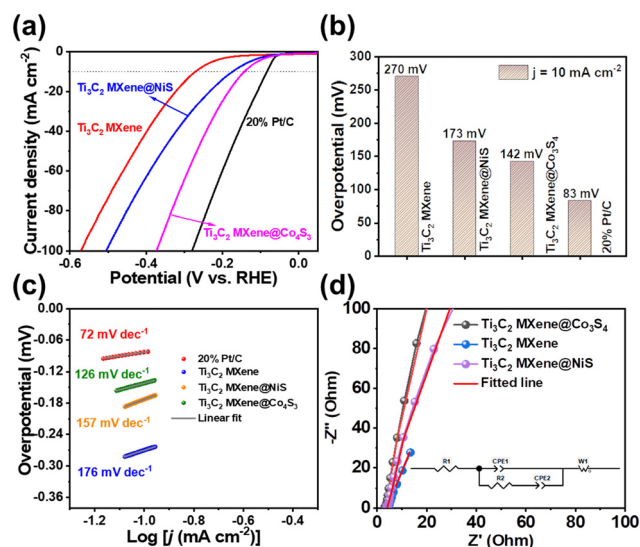 (a)
0
-20
-40
-60
-80
-100
-0.6
-0.4
-0.2
0.0
Current density (mA cm⁻²)
Potential (V vs. RHE)
Ti₃C₂ MXene@NiS
Ti₃C₂ MXene
20% Pt/C
Ti₃C₂ MXene@Co₄S₃
(b)
300
250
200
150
100
50
0
Overpotential (mV)
j = 10 mA cm⁻²
270 mV
173 mV
142 mV
83 mV
Ti₃C₂ MXene
Ti₃C₂ MXene@NiS
Ti₃C₂ MXene@Co₃S₄
20% Pt/C
(c)
0.00
-0.06
-0.12
-0.18
-0.24
-0.30
-0.36
-1.2
-1.0
-0.8
-0.6
-0.4
Overpotential (mV)
Log [j (mA cm⁻²)]
72 mV dec⁻¹
126 mV dec⁻¹
157 mV dec⁻¹
176 mV dec⁻¹
20% Pt/C
Ti₃C₂ MXene
Ti₃C₂ MXene@NiS
Ti₃C₂ MXene@Co₄S₃
Linear fit
(d)
100
80
60
40
20
0
0
20
40
60
80
100
-Z'' (Ohm)
Z' (Ohm)
Ti₃C₂ MXene@Co₃S₄
Ti₃C₂ MXene
Ti₃C₂ MXene@NiS
Fitted line
R1
CPE1
W1
R2
CPE2